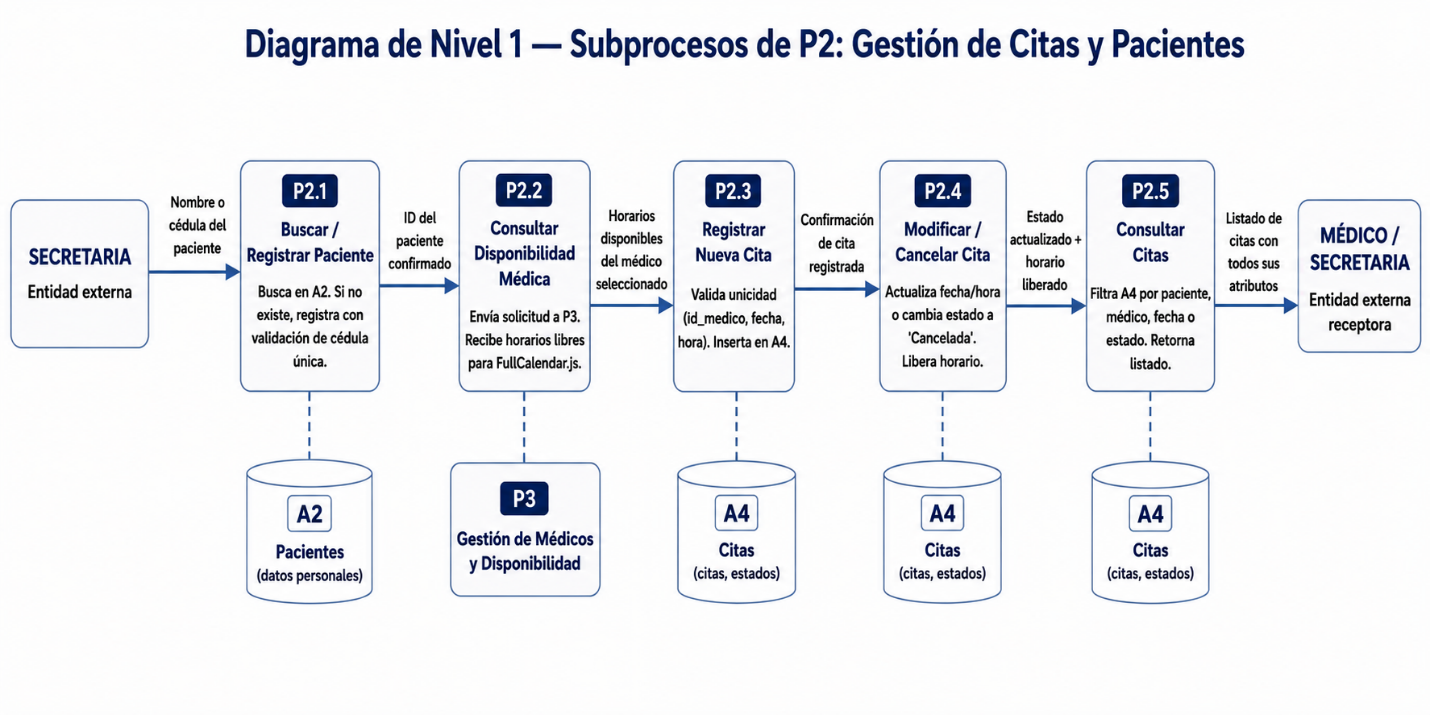 Diagrama de Nivel 1 — Subprocesos de P2: Gestión de Citas y Pacientes
SECRETARIA
Entidad externa
Nombre o
cédula del
paciente
P2.1
Buscar /
Registrar Paciente
Busca en A2. Si no
existe, registra con
validación de cédula
única.
ID del
paciente
confirmado
P2.2
Consultar
Disponibilidad
Médica
Envía solicitud a P3.
Recibe horarios libres
para FullCalendar.js.
Horarios
disponibles
del médico
seleccionado
P2.3
Registrar
Nueva Cita
Valida unicidad
(id_medico, fecha,
hora). Inserta en A4.
Confirmación
de cita
registrada
P2.4
Modificar /
Cancelar Cita
Actualiza fecha/hora
o cambia estado a
'Cancelada'.
Libera horario.
Estado
actualizado +
horario
liberado
P2.5
Consultar
Citas
Filtra A4 por paciente,
médico, fecha o
estado. Retorna
listado.
Listado de
citas con
todos sus
atributos
MÉDICO /
SECRETARIA
Entidad externa
receptora
A2
Pacientes
(datos personales)
P3
Gestión de Médicos
y Disponibilidad
A4
Citas
(citas, estados)
A4
Citas
(citas, estados)
A4
Citas
(citas, estados)